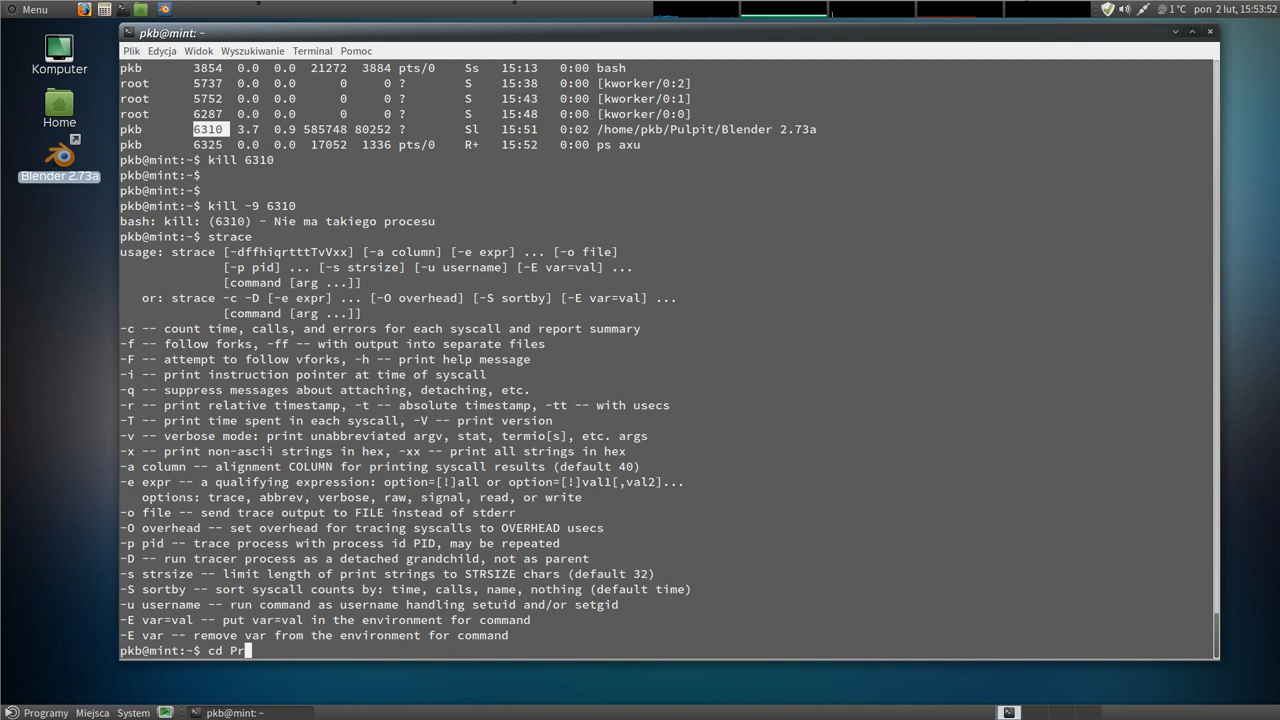 Menu
1 °C
pon 2 lut, 15:53:52
pkb@mint: ~
Plik Edycja Widok Wyszukiwanie Terminal Pomoc
Komputer
Home
Blender 2.73a
pkb 3854 0.0 0.0 21272 3884 pts/0 Ss 15:13 0:00 bash
root 5737 0.0 0.0 0 0 ? S 15:38 0:00 [kworker/0:2]
root 5752 0.0 0.0 0 0 ? S 15:43 0:00 [kworker/0:1]
root 6287 0.0 0.0 0 0 ? S 15:48 0:00 [kworker/0:0]
pkb 6310 3.7 0.9 585748 80252 ? Sl 15:51 0:02 /home/pkb/Pulpit/Blender 2.73a
pkb 6325 0.0 0.0 17052 1336 pts/0 R+ 15:52 0:00 ps axu
pkb@mint:~$ kill 6310
pkb@mint:~$
pkb@mint:~$
pkb@mint:~$ kill -9 6310
bash: kill: (6310) - Nie ma takiego procesu
pkb@mint:~$ strace
usage: strace [-dffhiqrtttTvVxx] [-a column] [-e expr] ... [-o file]
[-p pid] ... [-s strsize] [-u username] [-E var=val] ...
[command [arg ...]]
or: strace -c -D [-e expr] ... [-O overhead] [-S sortby] [-E var=val] ...
[command [arg ...]]
-c -- count time, calls, and errors for each syscall and report summary
-f -- follow forks, -ff -- with output into separate files
-F -- attempt to follow vforks, -h -- print help message
-i -- print instruction pointer at time of syscall
-q -- suppress messages about attaching, detaching, etc.
-r -- print relative timestamp, -t -- absolute timestamp, -tt -- with usecs
-T -- print time spent in each syscall, -V -- print version
-v -- verbose mode: print unabbreviated argv, stat, termio[s], etc. args
-x -- print non-ascii strings in hex, -xx -- print all strings in hex
-a column -- alignment COLUMN for printing syscall results (default 40)
-e expr -- a qualifying expression: option=[!]all or option=[!]val1[,val2]...
options: trace, abbrev, verbose, raw, signal, read, or write
-o file -- send trace output to FILE instead of stderr
-O overhead -- set overhead for tracing syscalls to OVERHEAD usecs
-p pid -- trace process with process id PID, may be repeated
-D -- run tracer process as a detached grandchild, not as parent
-s strsize -- limit length of print strings to STRSIZE chars (default 32)
-S sortby -- sort syscall counts by: time, calls, name, nothing (default time)
-u username -- run command as username handling setuid and/or setgid
-E var=val -- put var=val in the environment for command
-E var -- remove var from the environment for command
pkb@mint:~$ cd Pr
Programy Miejsca System
pkb@mint: ~